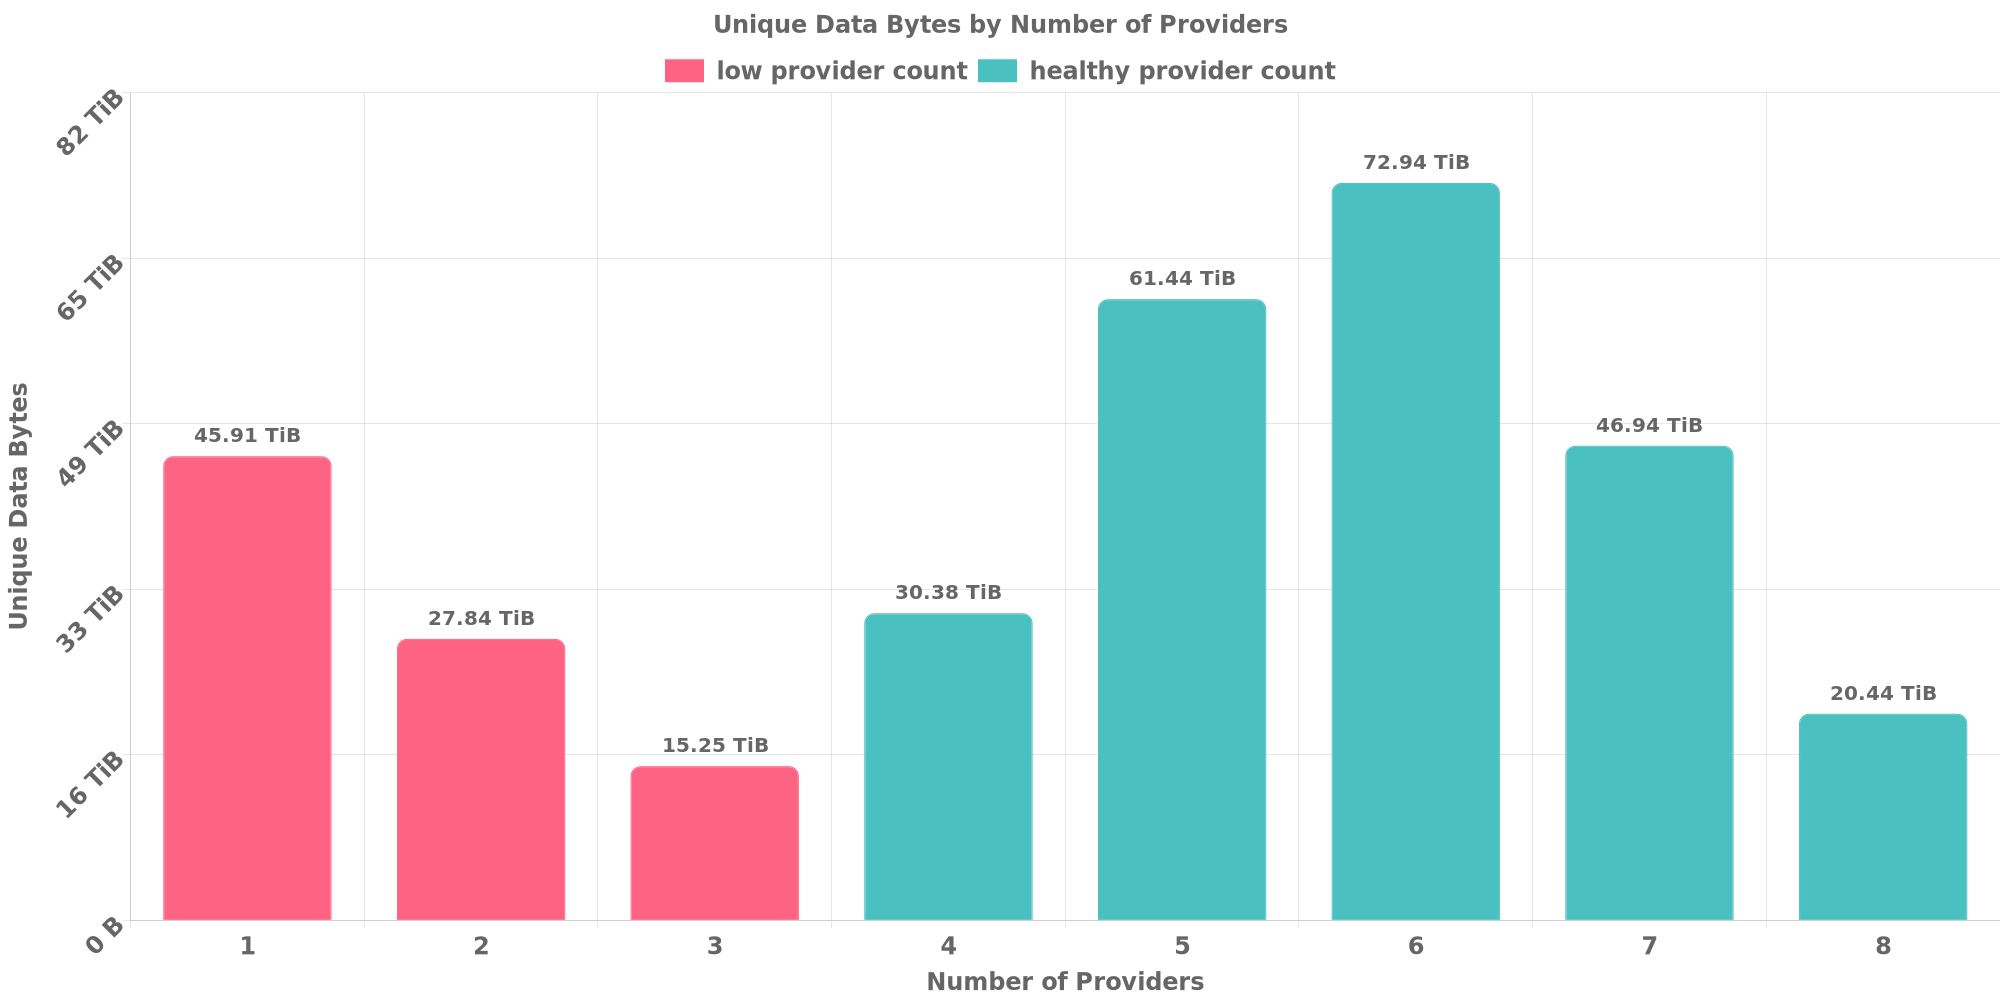 Unique Data Bytes by Number of Providers
low provider count healthy provider count
82 TiB
65 TiB
49 TiB
33 TiB
16 TiB
0 B
Unique Data Bytes
45.91 TiB
27.84 TiB
15.25 TiB
30.38 TiB
61.44 TiB
72.94 TiB
46.94 TiB
20.44 TiB
1 2 3 4 5 6 7 8
Number of Providers